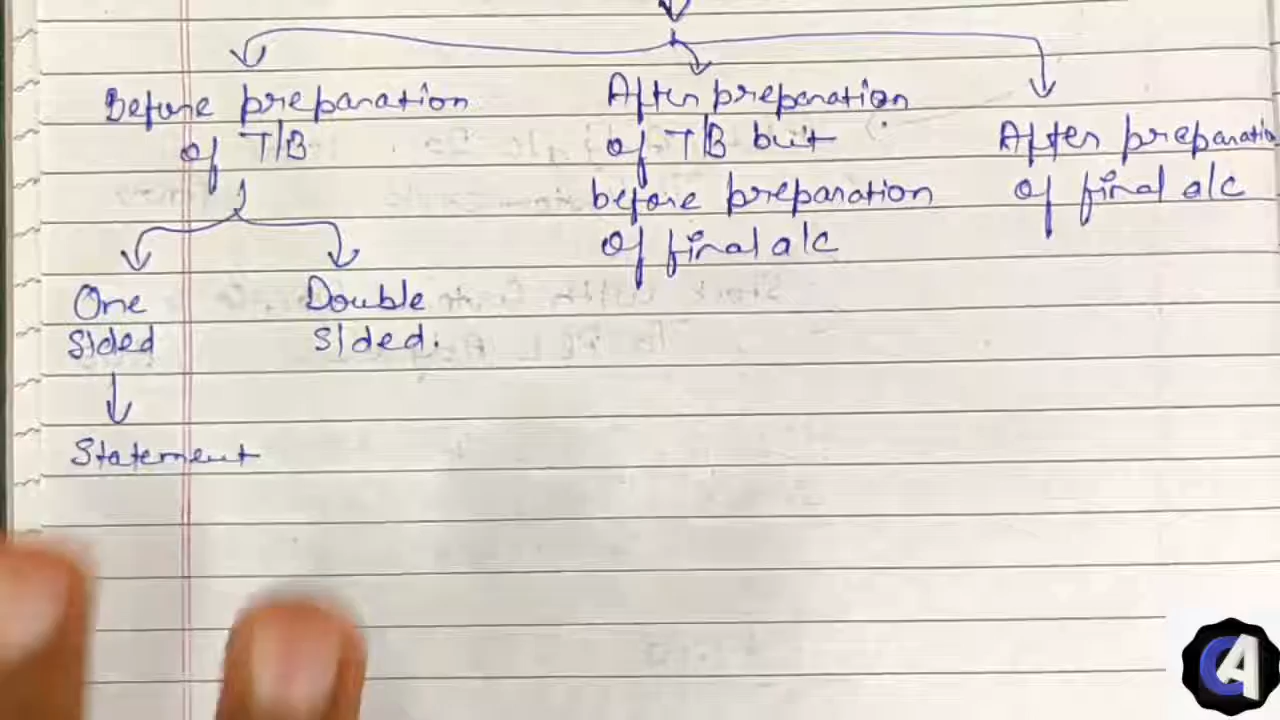 Before preparation
of T/B
After preparation
of T/B but
before preparation
of final a/c
After preparatio
of final a/c
One
sided
Double
sided.
Statement
CA